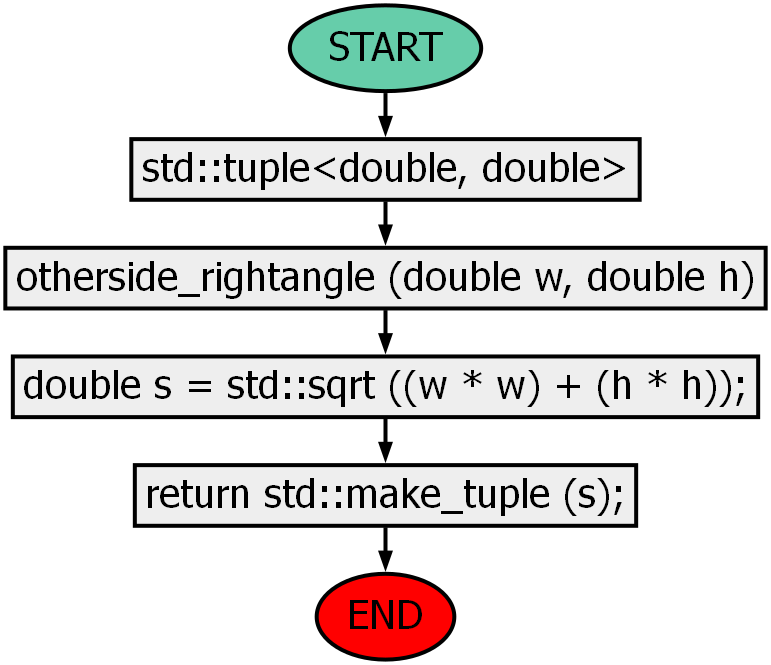 START
std::tuple<double, double>
otherside_rightangle (double w, double h)
double s = std::sqrt ((w * w) + (h * h));
return std::make_tuple (s);
END